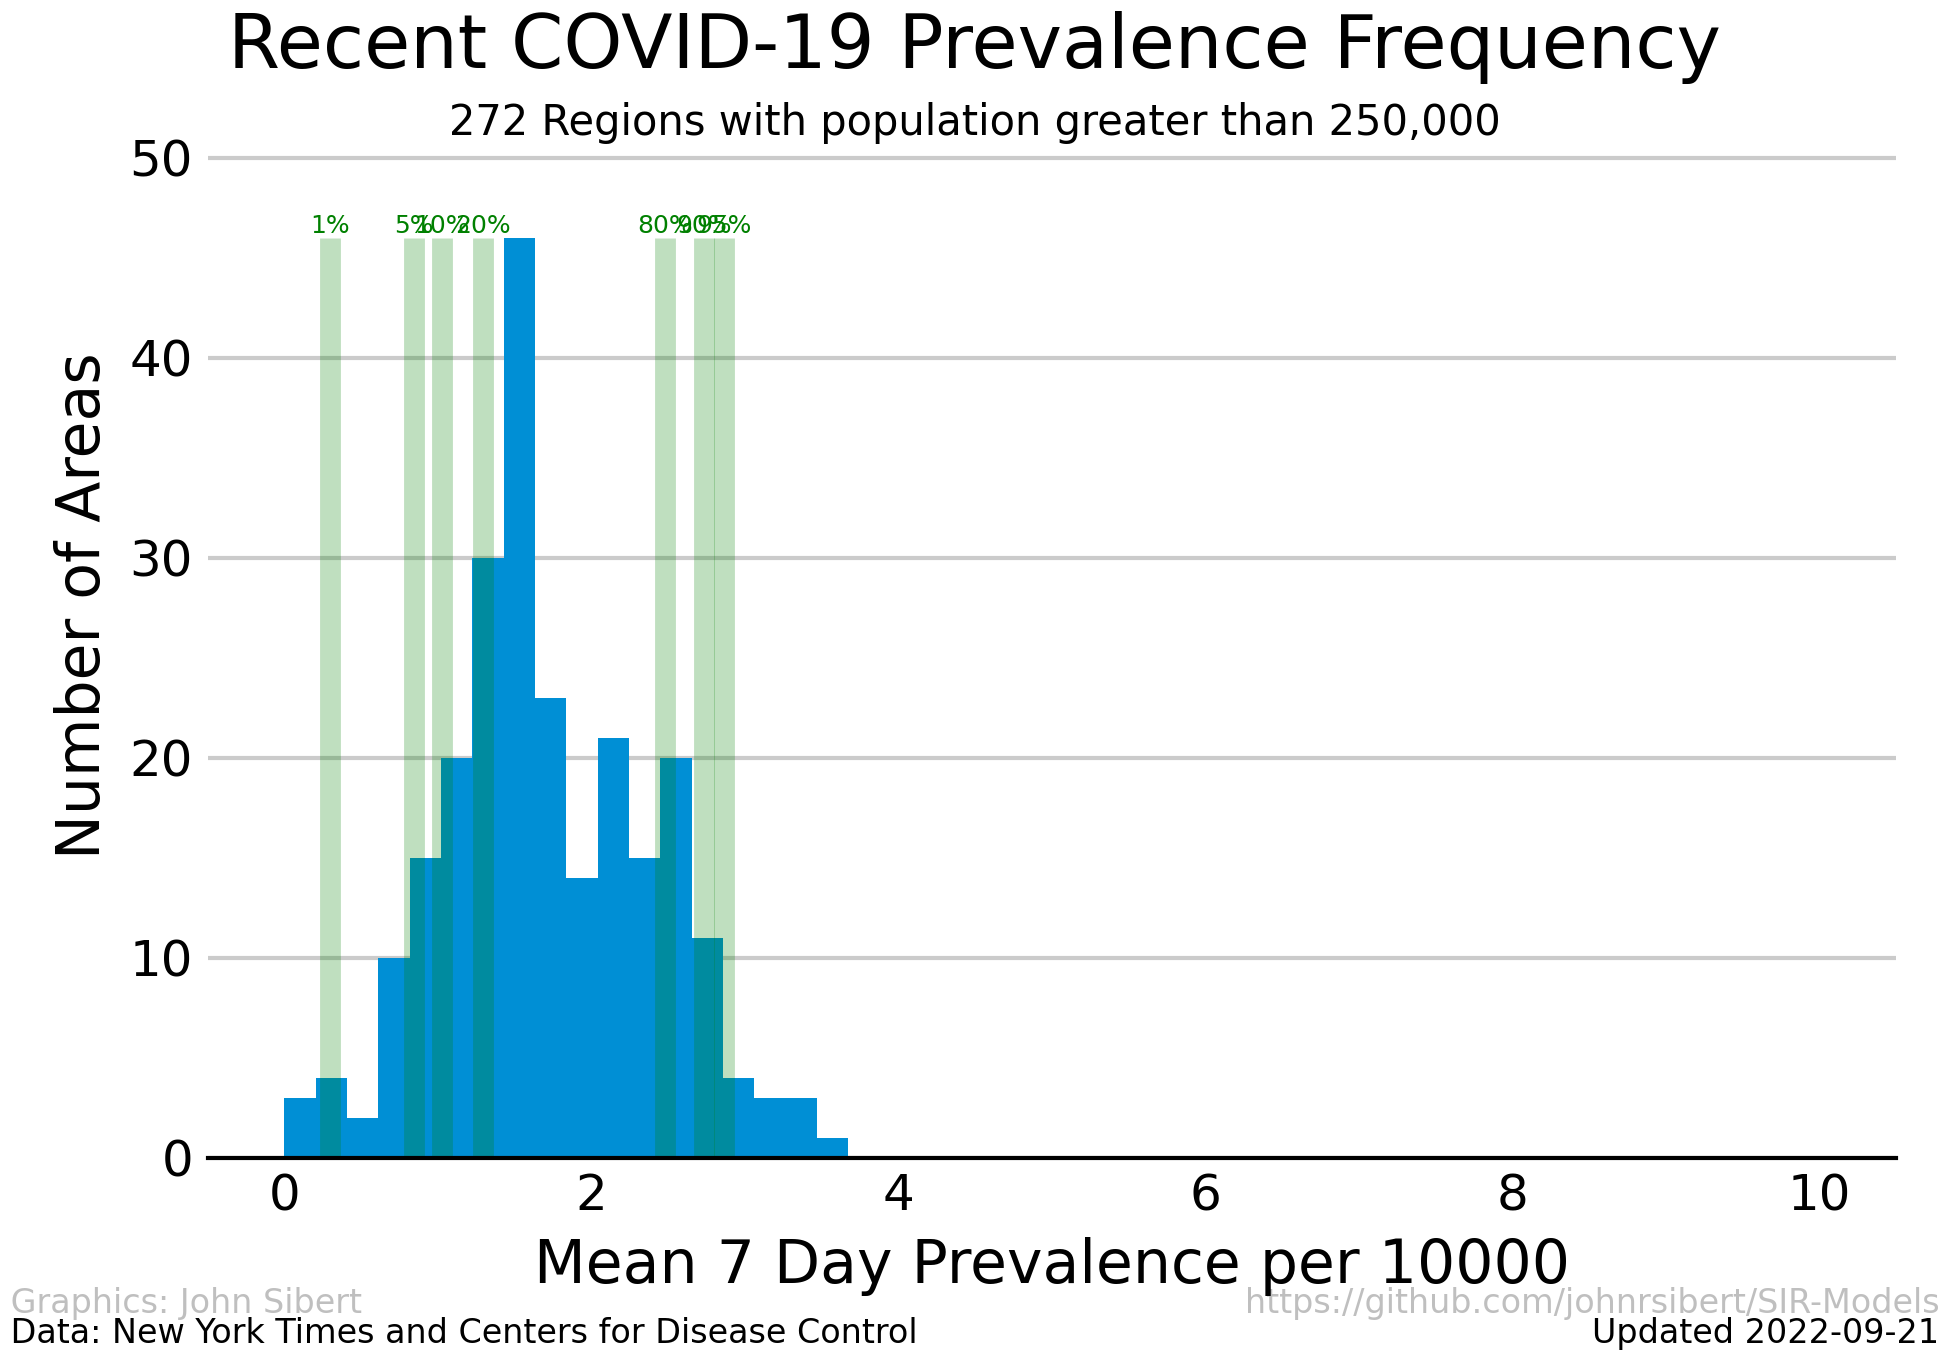 Recent COVID-19 Prevalence Frequency
272 Regions with population greater than 250,000
50
1% 5% 10% 20% 80% 90% 95%
40
30
20
10
0
Number of Areas
0 2 4 6 8 10
Mean 7 Day Prevalence per 10000
Graphics: John Sibert
https://github.com/johnrsibert/SIR-Models
Data: New York Times and Centers for Disease Control
Updated 2022-09-21